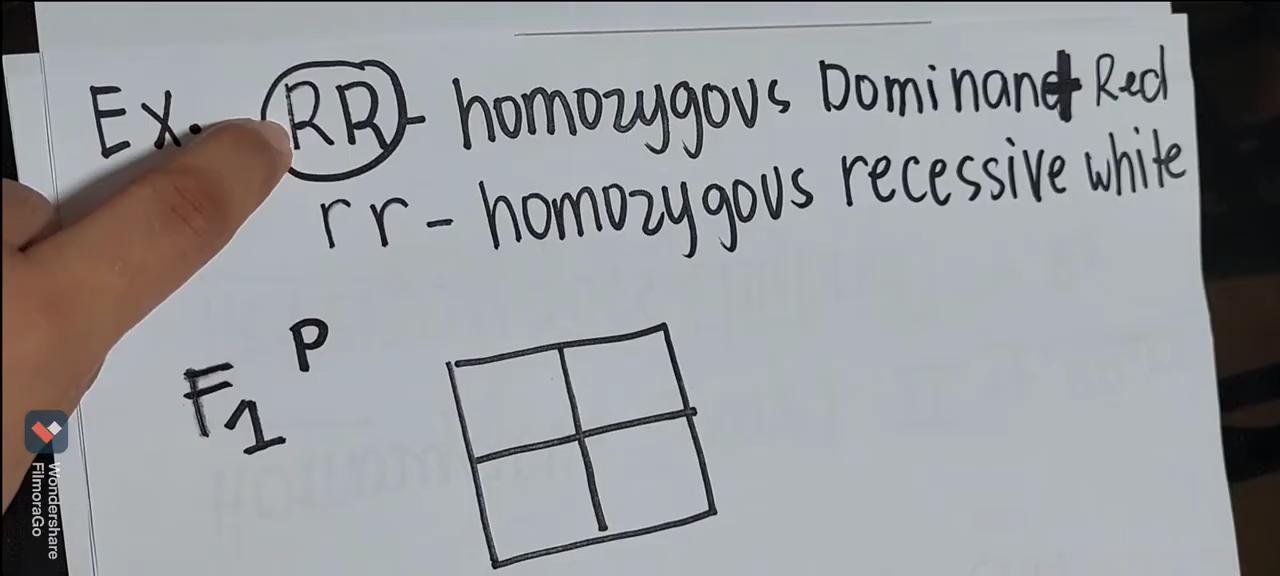 Ex. RR - homozygous Dominant Red
rr - homozygous recessive white
P
F1
Wondershare
FilmoraGo